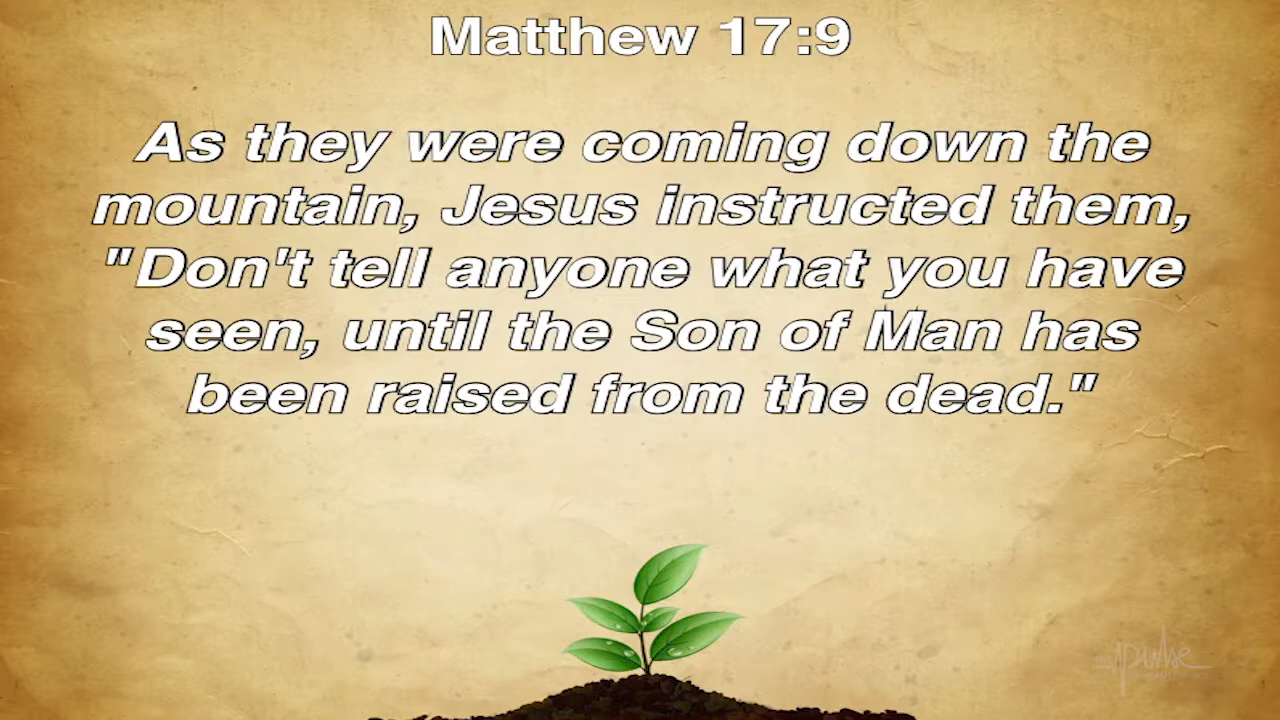 Matthew 17:9
As they were coming down the
mountain, Jesus instructed them,
"Don't tell anyone what you have
seen, until the Son of Man has
been raised from the dead."